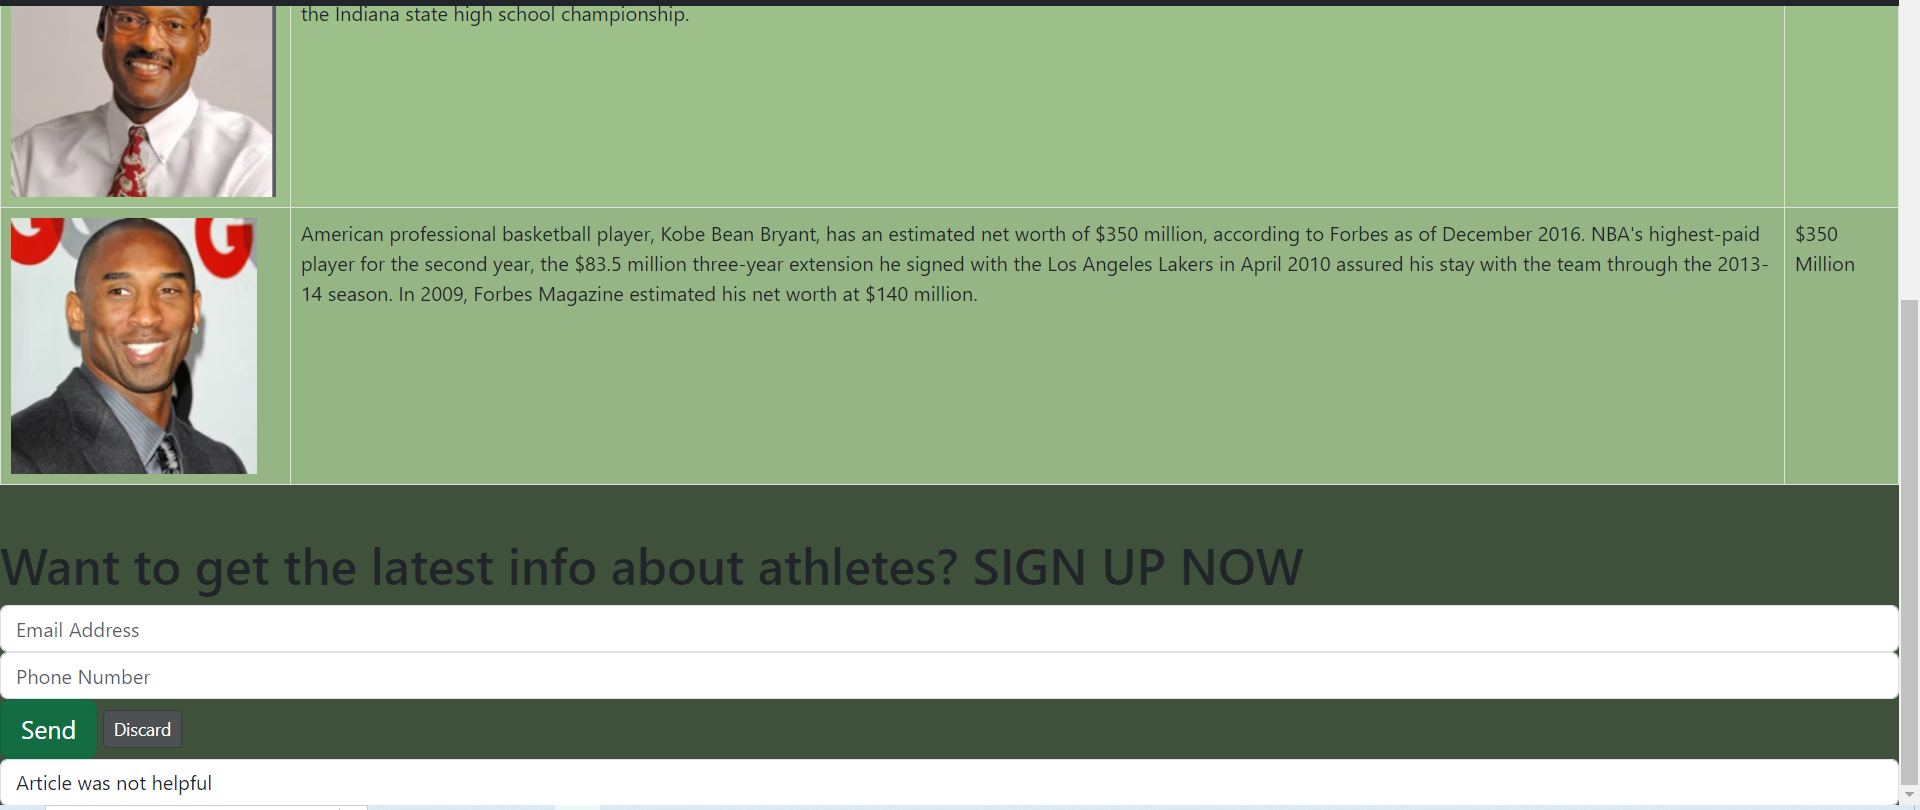 the Indiana state high school championship.
G G
American professional basketball player, Kobe Bean Bryant, has an estimated net worth of $350 million, according to Forbes as of December 2016. NBA's highest-paid
player for the second year, the $83.5 million three-year extension he signed with the Los Angeles Lakers in April 2010 assured his stay with the team through the 2013-
14 season. In 2009, Forbes Magazine estimated his net worth at $140 million.
$350
Million
Want to get the latest info about athletes? SIGN UP NOW
Email Address
Phone Number
Send Discard
Article was not helpful